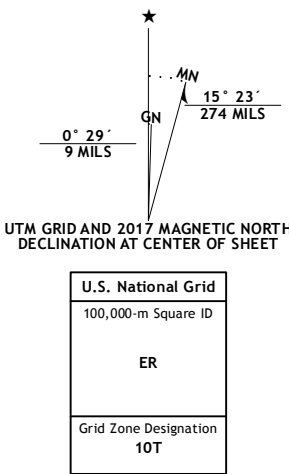 MN
GN
15° 23´
274 MILS
0° 29´
9 MILS
UTM GRID AND 2017 MAGNETIC NORTH
DECLINATION AT CENTER OF SHEET
U.S. National Grid
100,000-m Square ID
ER
Grid Zone Designation
10T